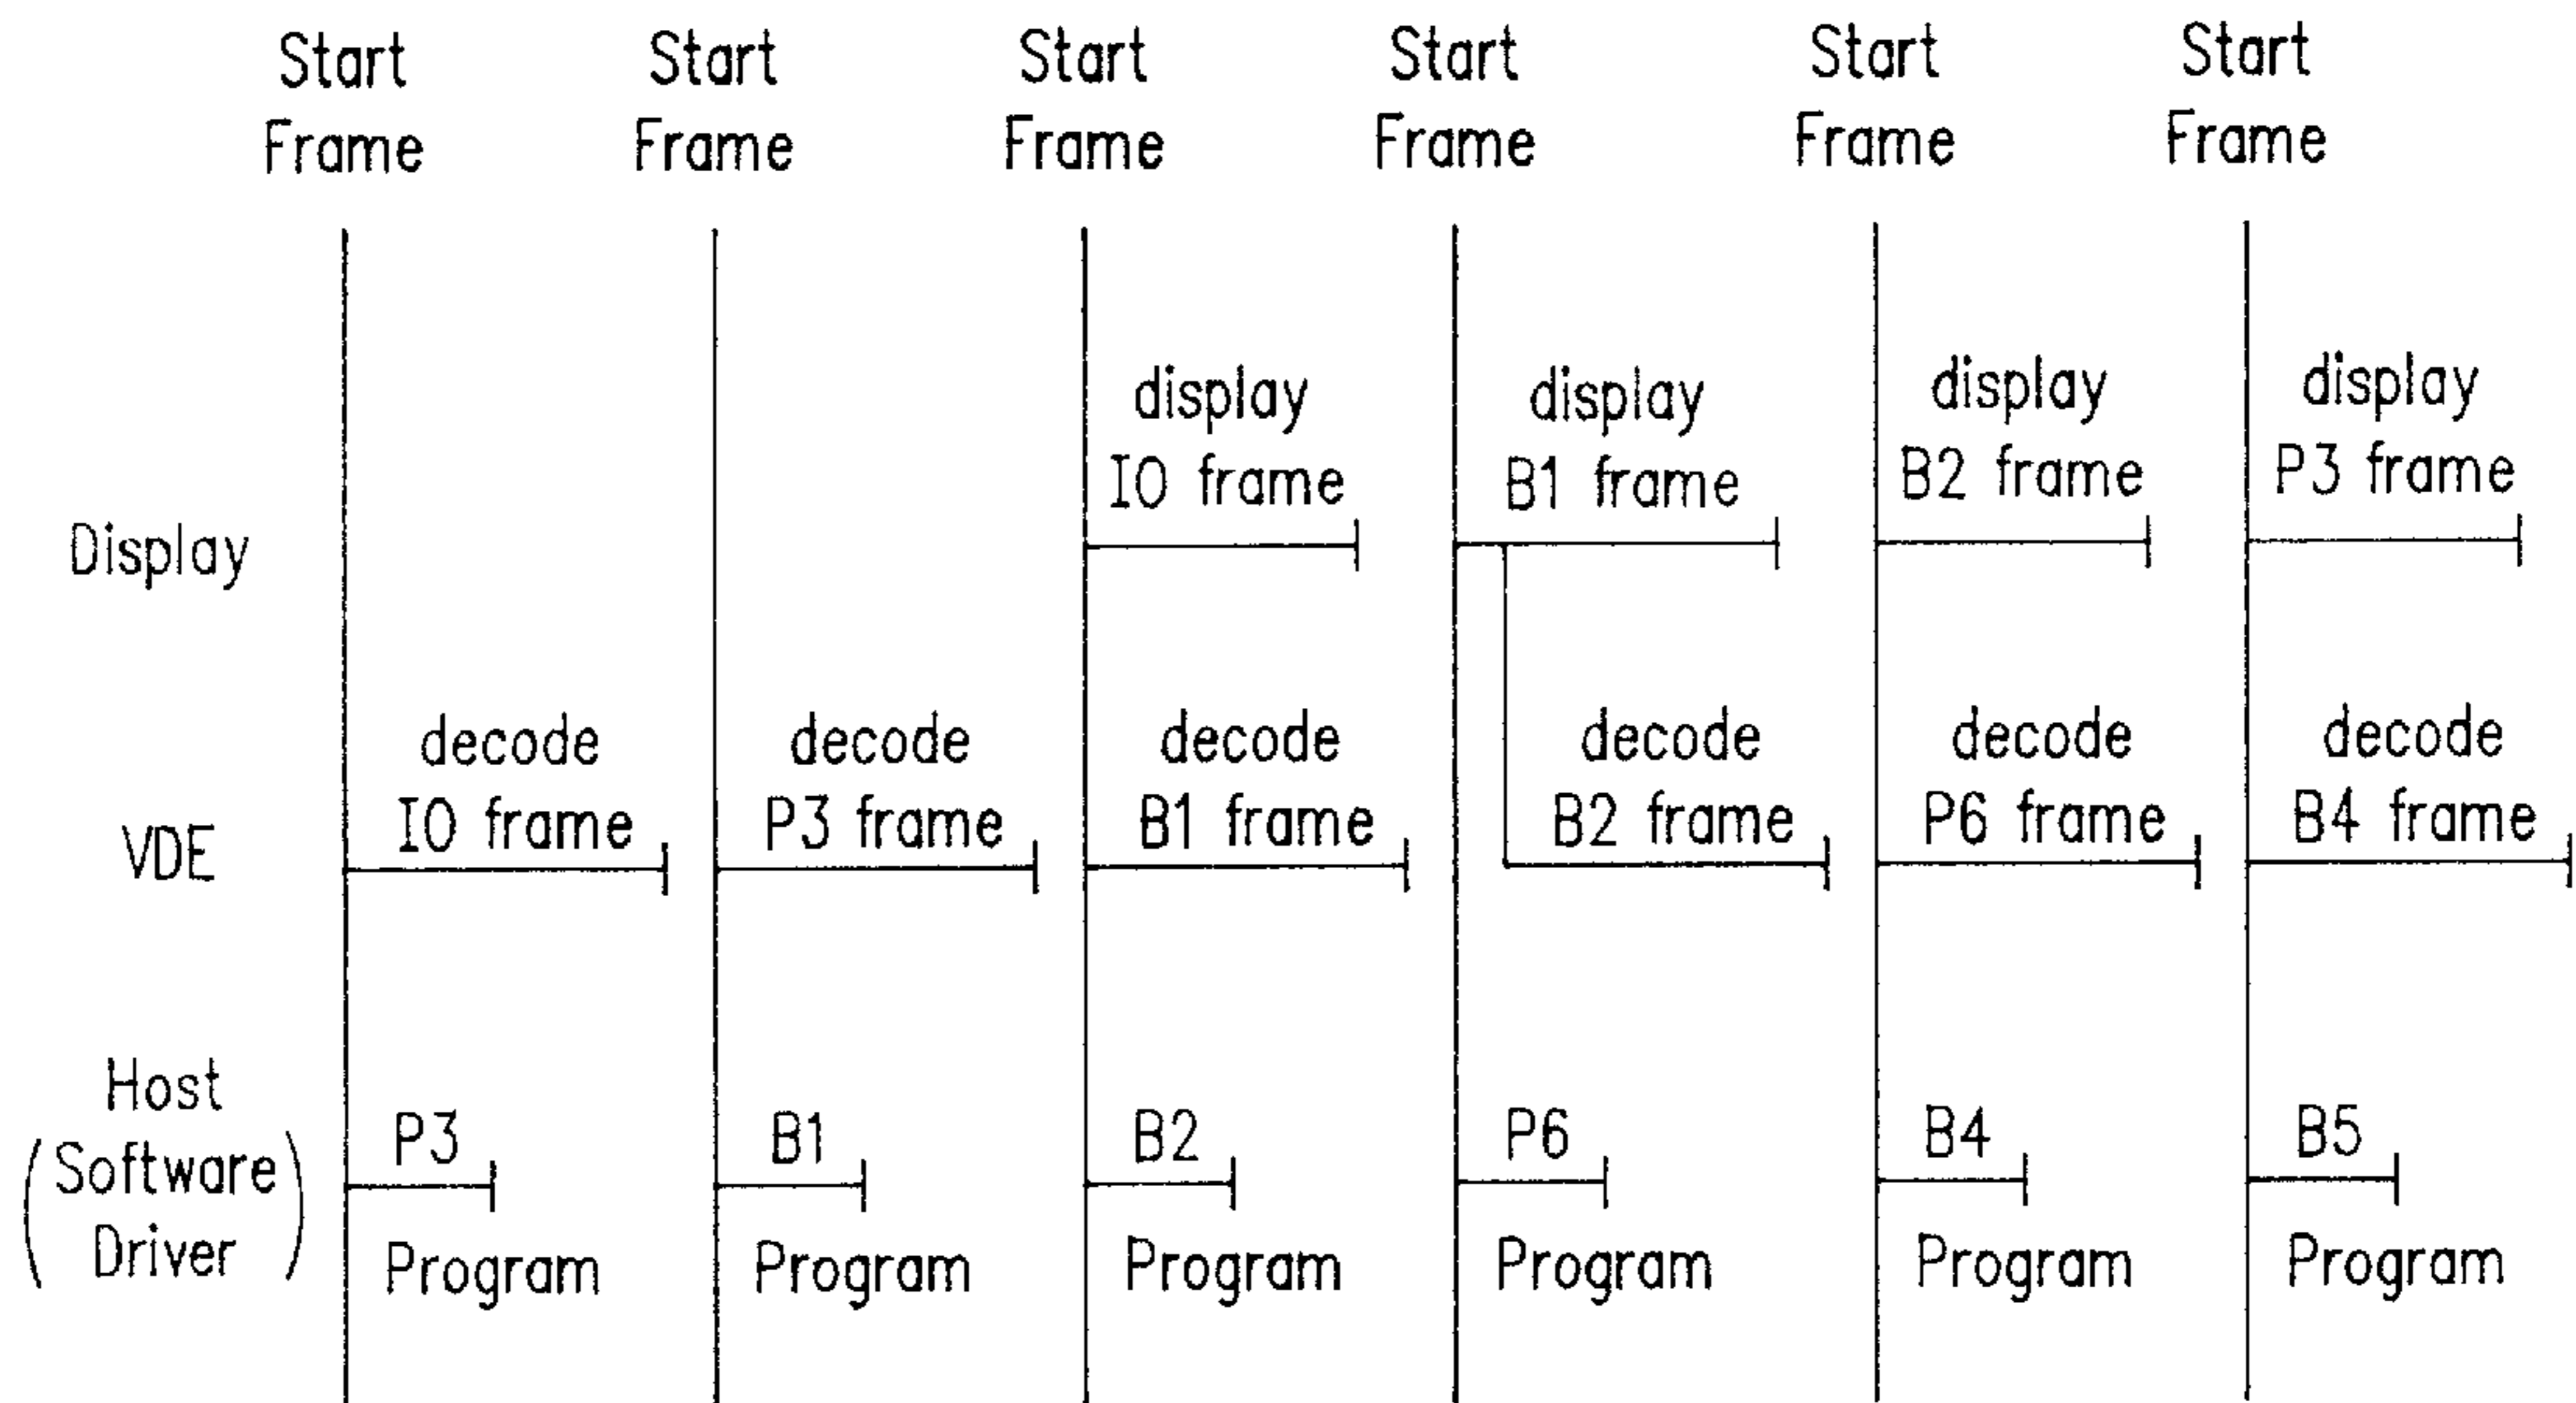 Start Start Start Start Start Start
Frame Frame Frame Frame Frame Frame
display display display display
I0 frame B1 frame B2 frame P3 frame
Display
decode decode decode decode decode decode
I0 frame P3 frame B1 frame B2 frame P6 frame B4 frame
VDE
Host
(Software
Driver)
P3 B1 B2 P6 B4 B5
Program Program Program Program Program Program